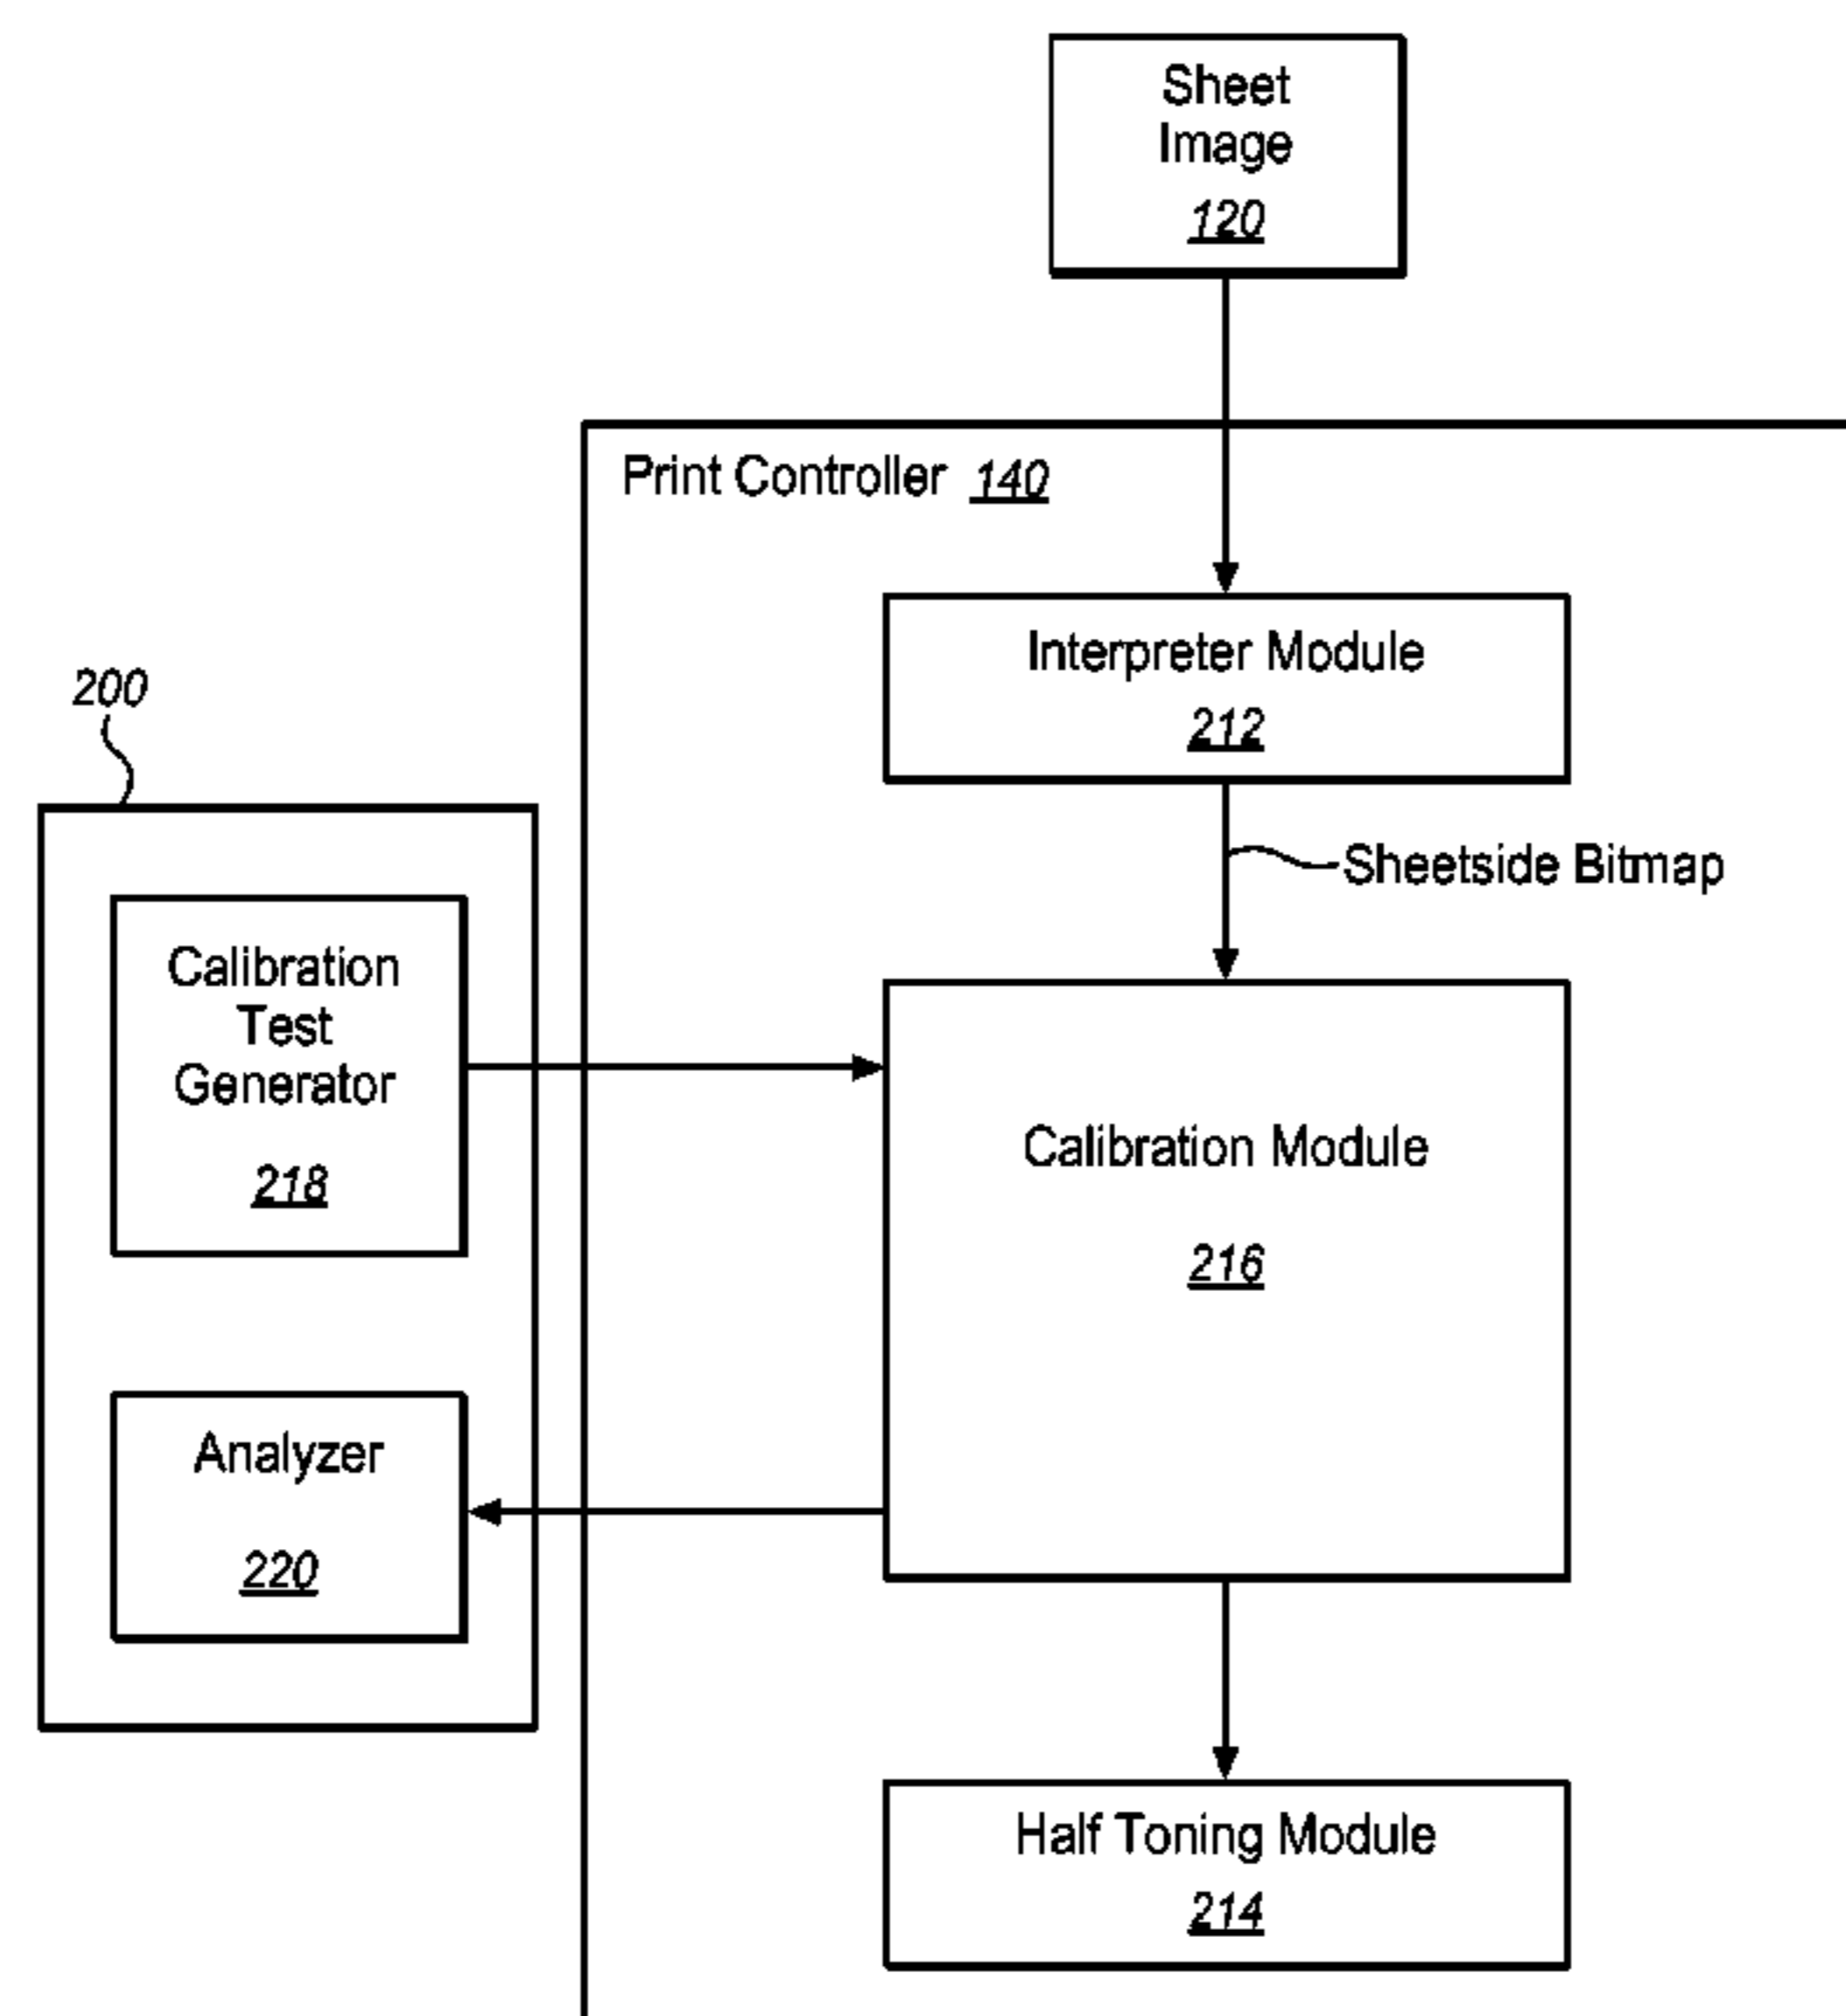 Sheet
Image
120
Print Controller 140
Interpreter Module
212
200
Sheetside Bitmap
Calibration
Test
Generator
218
Calibration Module
216
Analyzer
220
Half Toning Module
214